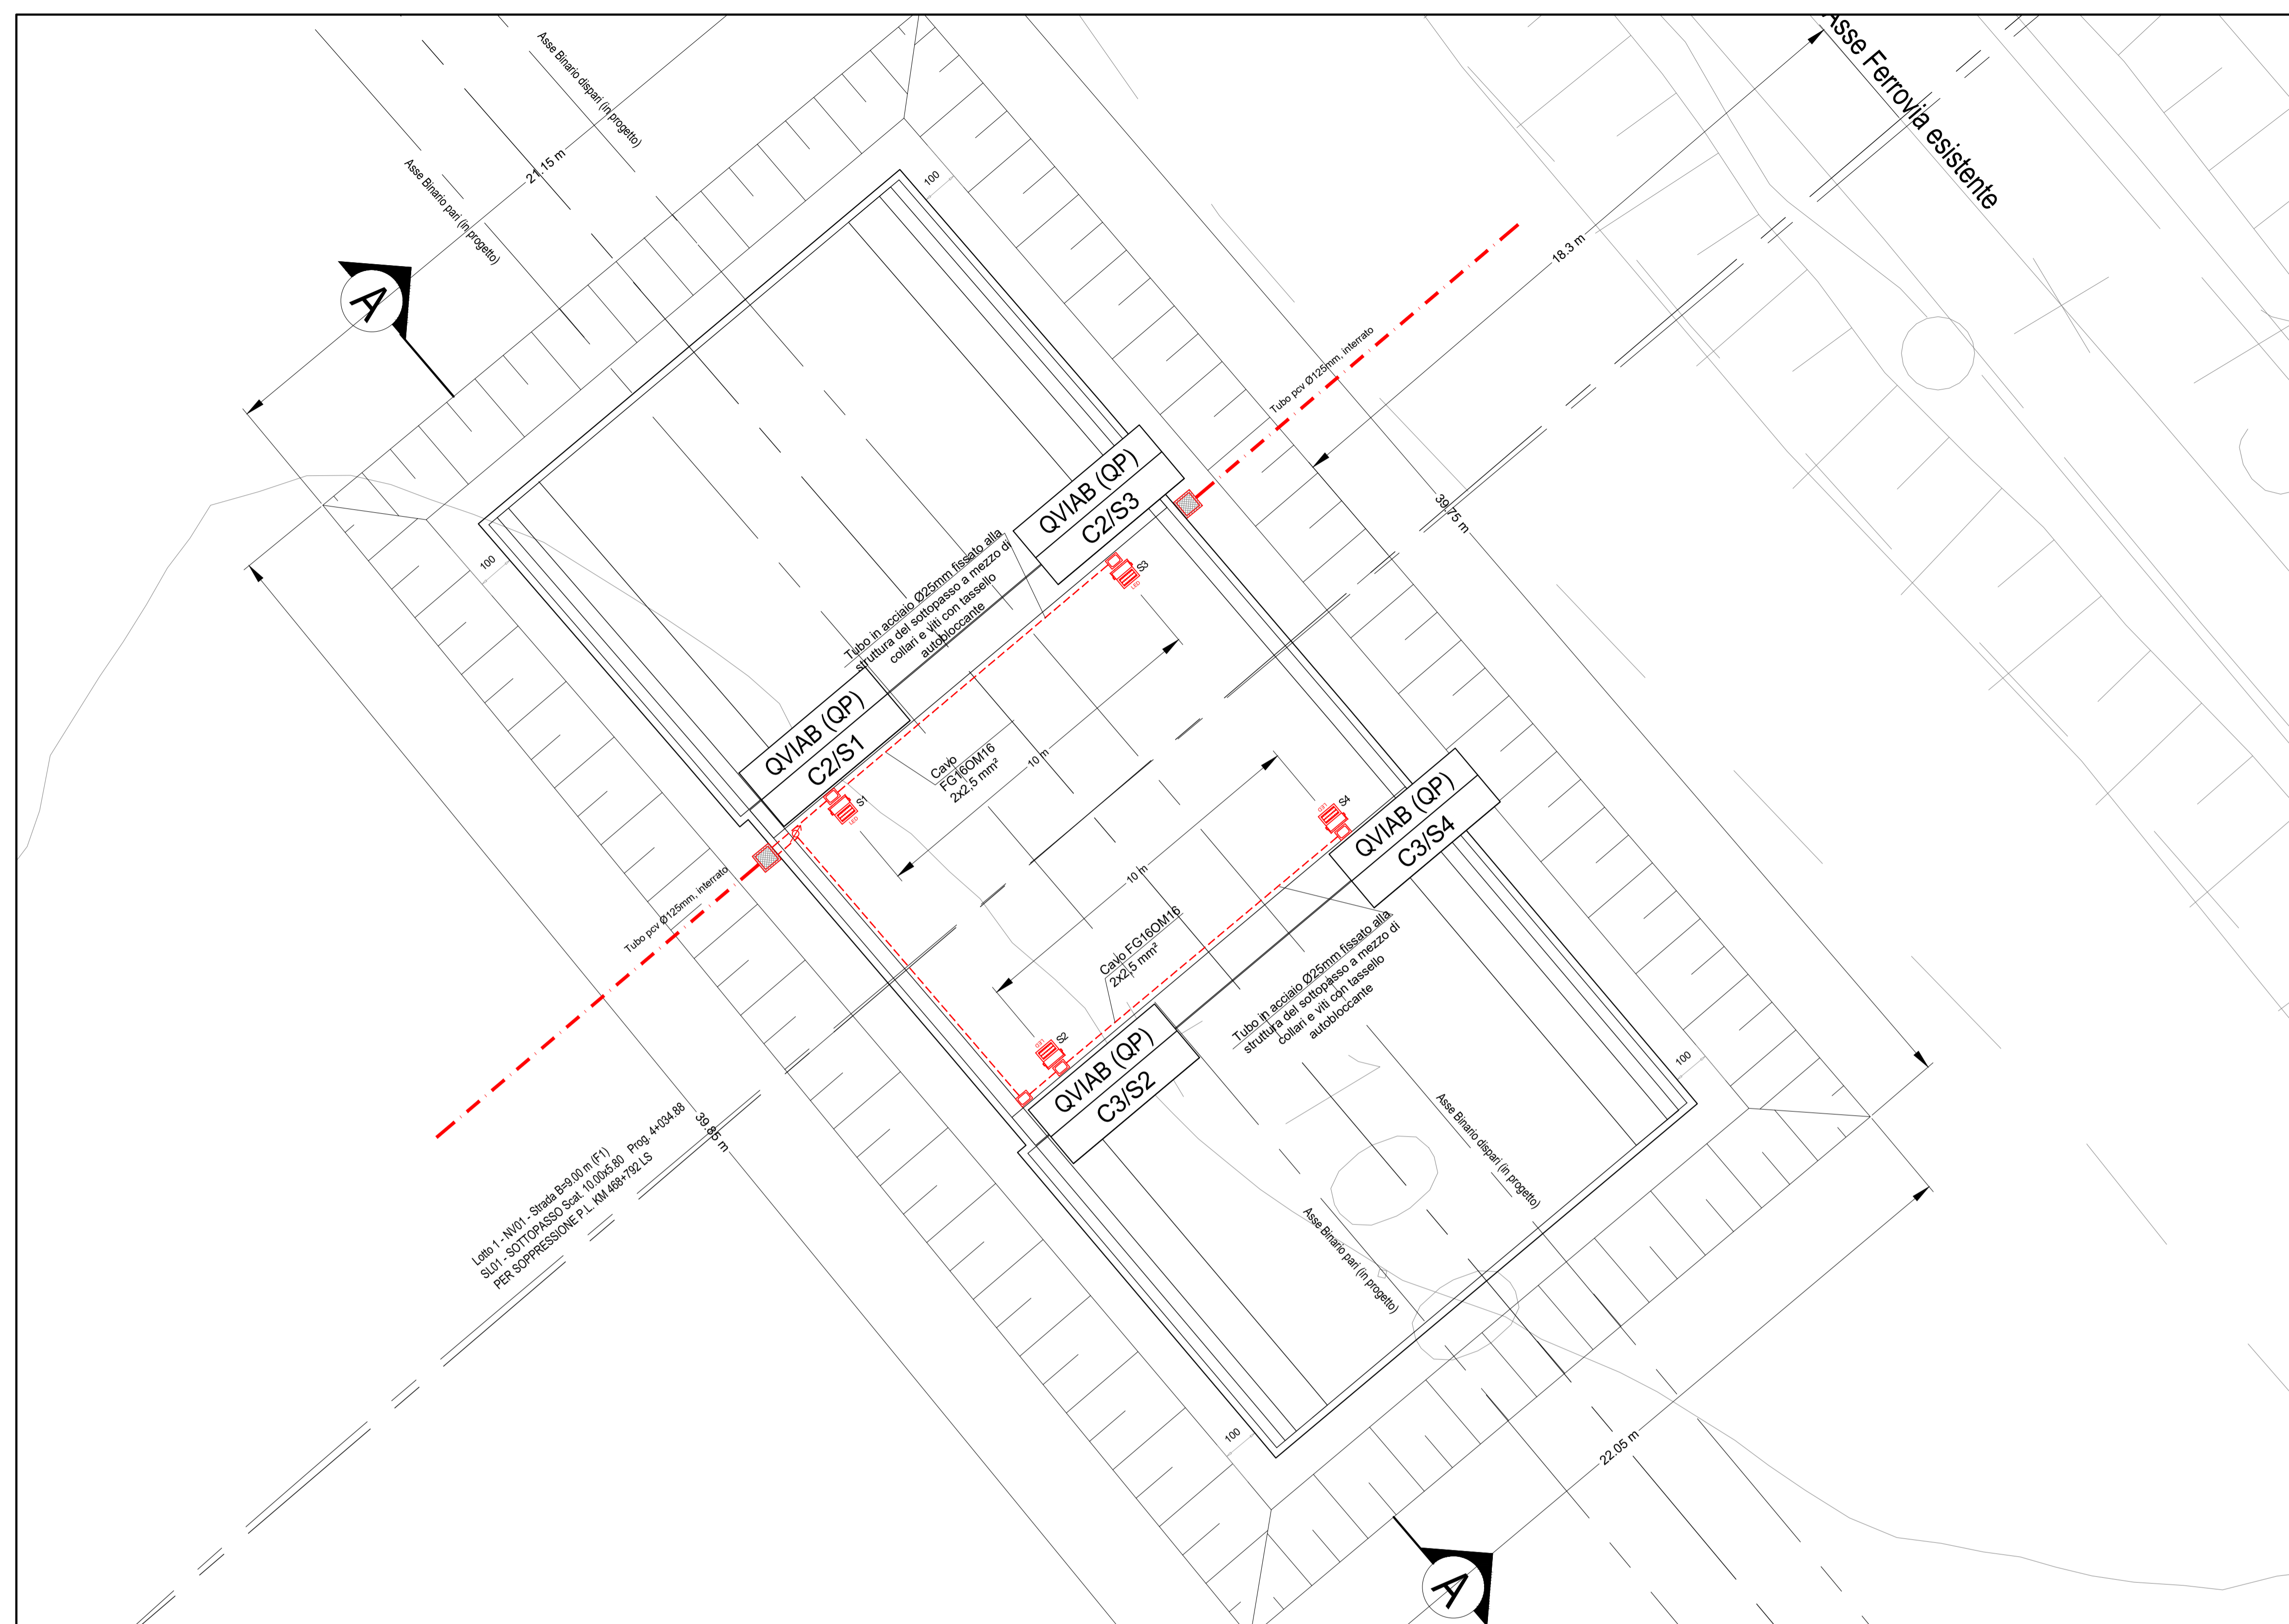 Asse Binario dispari (in progetto)
Asse Binario pari (in progetto)
21.15 m
Asse Ferrovia esistente
18.3 m
A
100
100
Tubo pcv Ø125mm, interrato
39.75 m
QVIAB (QP)
C2/S3
S3
LED
Tubo in acciaio Ø25mm fissato alla
struttura del sottopasso a mezzo di
collari e viti con tassello
autobloccante
QVIAB (QP)
C2/S1
S1
LED
Cavo
FG16OM16
2x2,5 mm²
10 m
10 m
S4
LED
QVIAB (QP)
C3/S4
Tubo pcv Ø125mm, interrato
Cavo FG16OM16
2x2,5 mm²
Tubo in acciaio Ø25mm fissato alla
struttura del sottopasso a mezzo di
collari e viti con tassello
autobloccante
S2
LED
QVIAB (QP)
C3/S2
100
39.85 m
Lotto 1 - NV01 - Strada B=9.00 m (F1)
SL01 - SOTTOPASSO Scat. 10.00x5.80 Prog. 4+034.88
PER SOPPRESSIONE P.L. KM 468+792 LS
Asse Binario dispari (in progetto)
Asse Binario pari (in progetto)
100
22.05 m
A